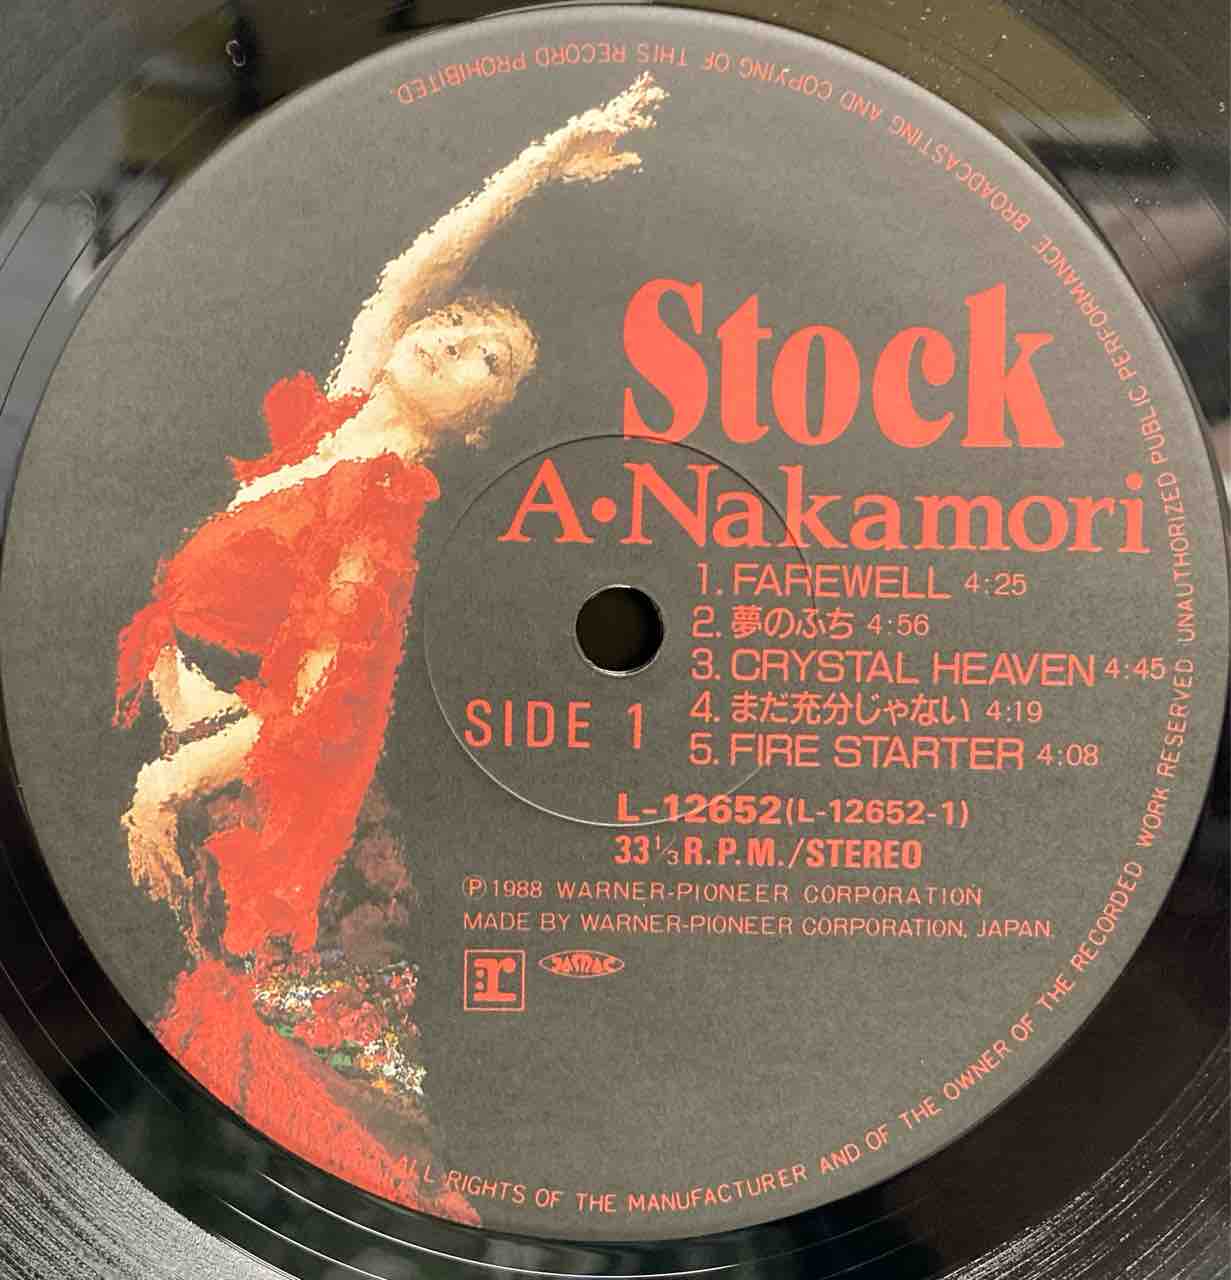 Stock
A•Nakamori
1. FAREWELL 4:25
2. 夢のふち 4:56
3. CRYSTAL HEAVEN 4:45
4. まだ充分じゃない 4:19
5. FIRE STARTER 4:08
SIDE 1
L-12652(L-12652-1)
33⅓ R.P.M./STEREO
Ⓟ1988 WARNER-PIONEER CORPORATION
MADE BY WARNER-PIONEER CORPORATION, JAPAN.
r
JASRAC
ALL RIGHTS OF THE MANUFACTURER AND OF THE OWNER OF THE RECORDED WORK RESERVED UNAUTHORIZED PUBLIC PERFORMANCE BROADCASTING AND COPYING OF THIS RECORD PROHIBITED.